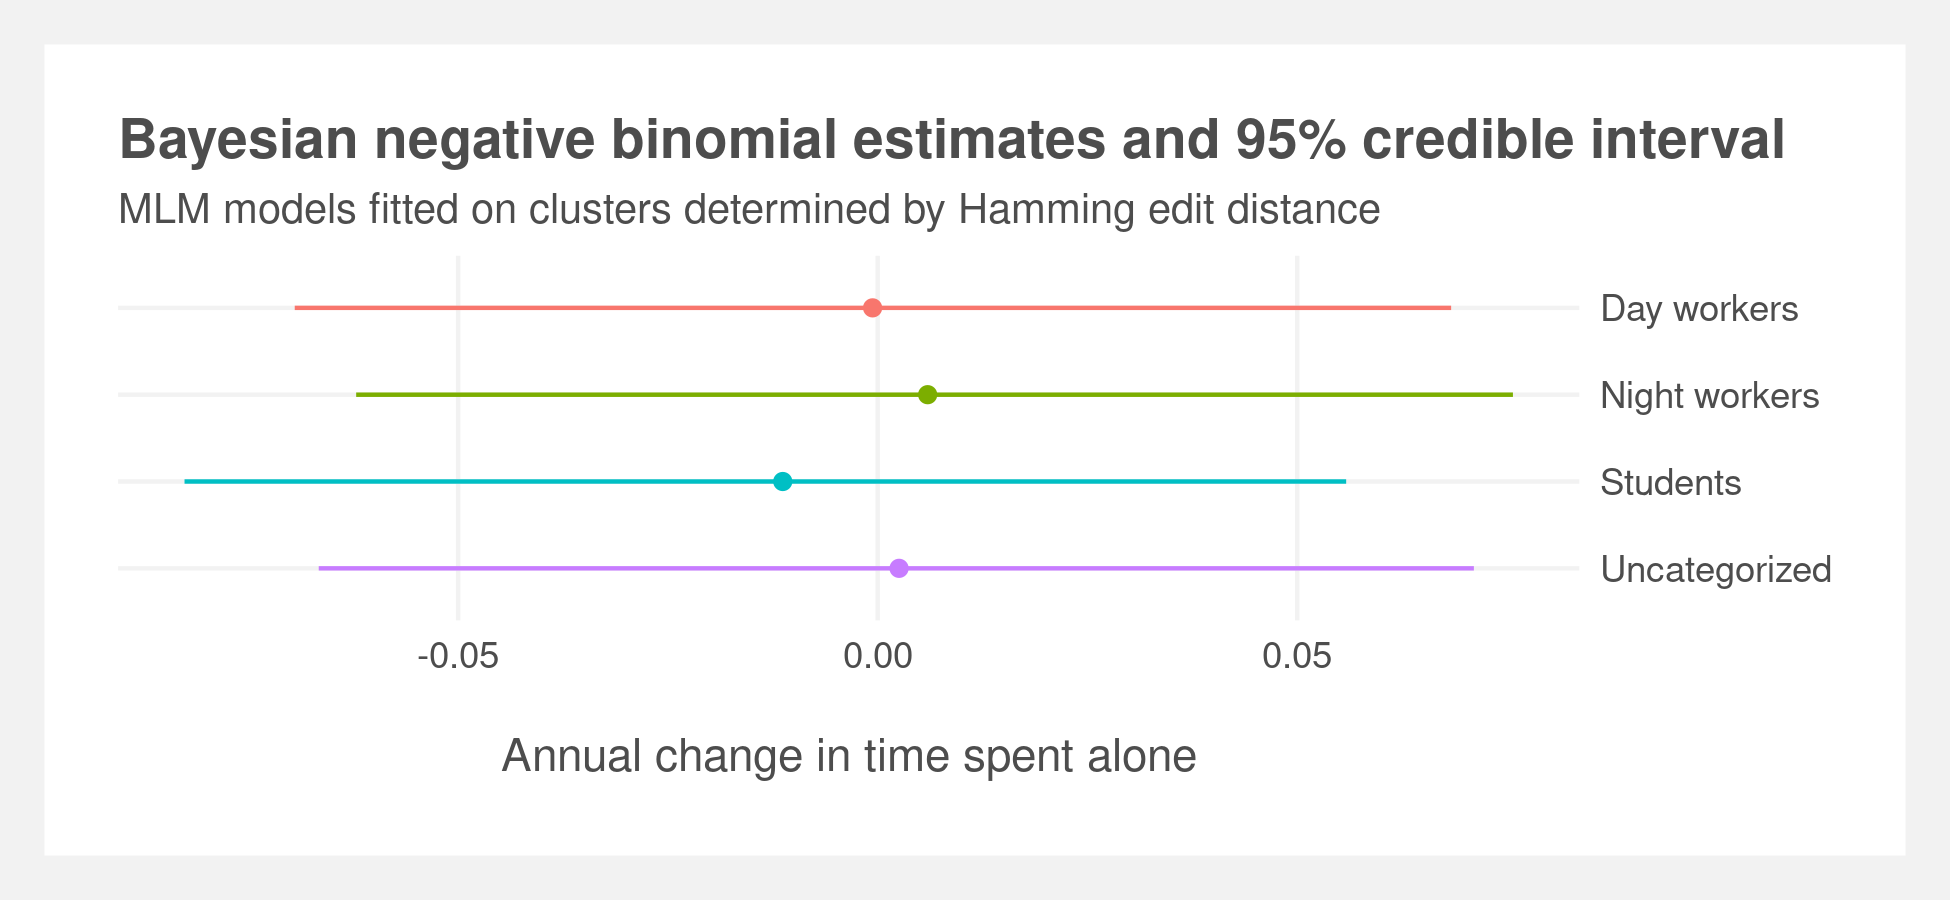 Bayesian negative binomial estimates and 95% credible interval
MLM models fitted on clusters determined by Hamming edit distance
Day workers
Night workers
Students
Uncategorized
-0.05 0.00 0.05
Annual change in time spent alone